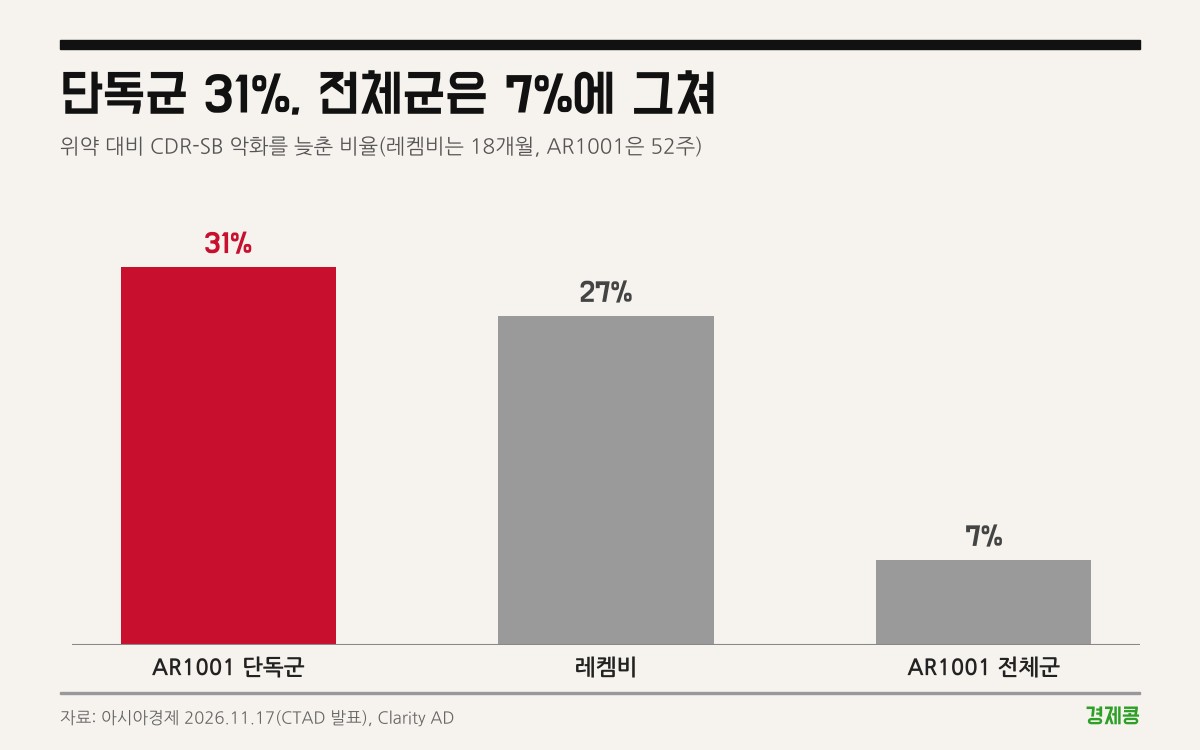 단독군 31%, 전체군은 7%에 그쳐
위약 대비 CDR-SB 악화를 늦춘 비율(레켐비는 18개월, AR1001은 52주)
31%
27%
7%
AR1001 단독군
레켐비
AR1001 전체군
자료: 아시아경제 2026.11.17(CTAD 발표), Clarity AD
경제콩